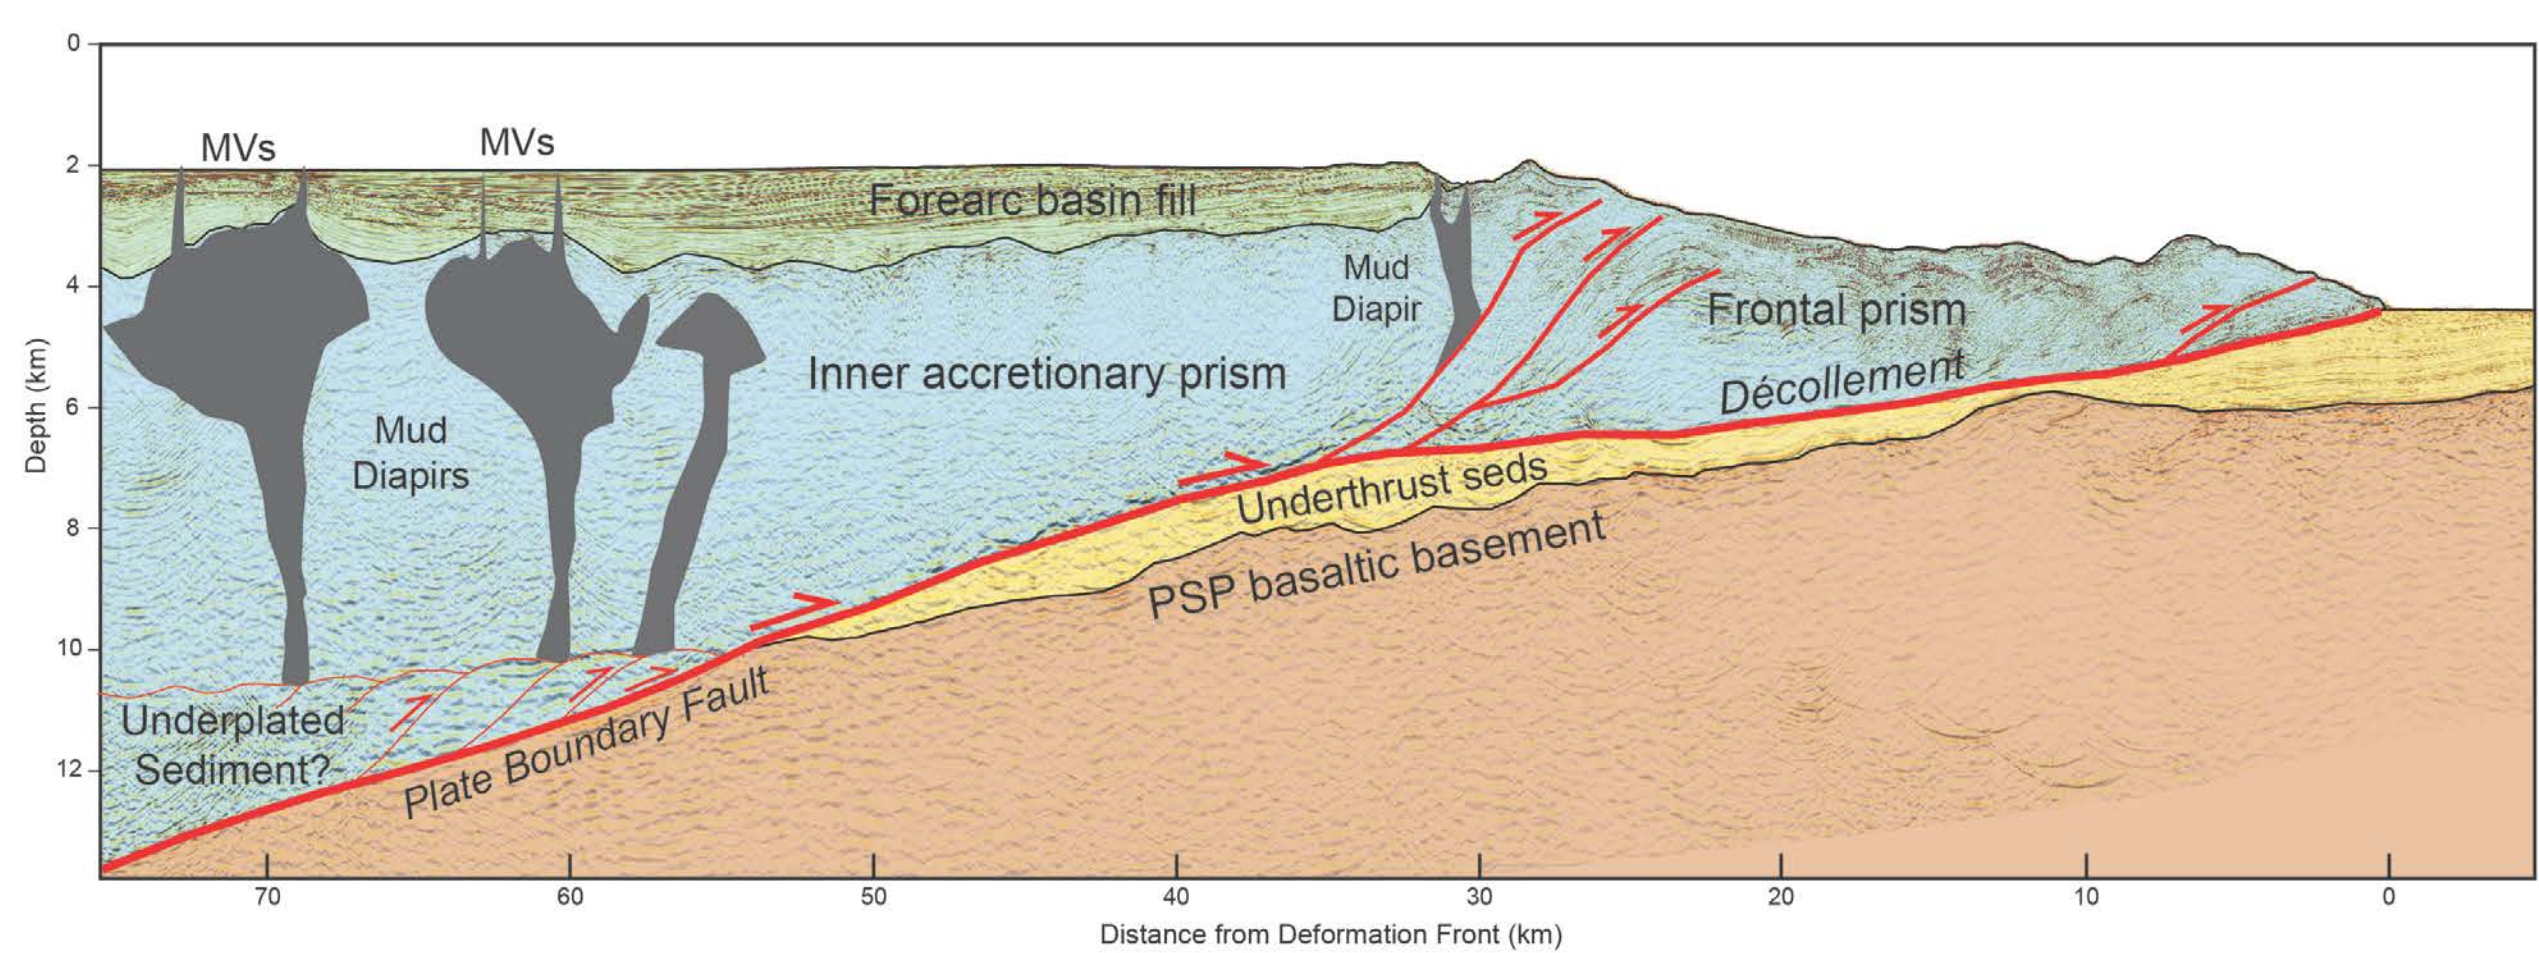 0
2
4
6
8
10
12
Depth (km)
MVs
MVs
Forearc basin fill
Mud
Diapir
Frontal prism
Inner accretionary prism
Décollement
Mud
Diapirs
Underthrust seds
PSP basaltic basement
Underplated
Sediment?
Plate Boundary Fault
70
60
50
40
30
20
10
0
Distance from Deformation Front (km)